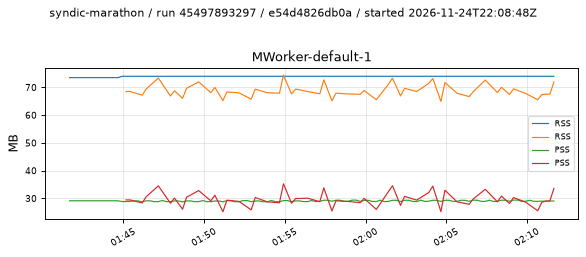 syndic-marathon / run 45497893297 / e54d4826db0a / started 2026-11-24T22:08:48Z
MWorker-default-1
MB
70
60
50
40
30
RSS
RSS
PSS
PSS
01:45
01:50
01:55
02:00
02:05
02:10